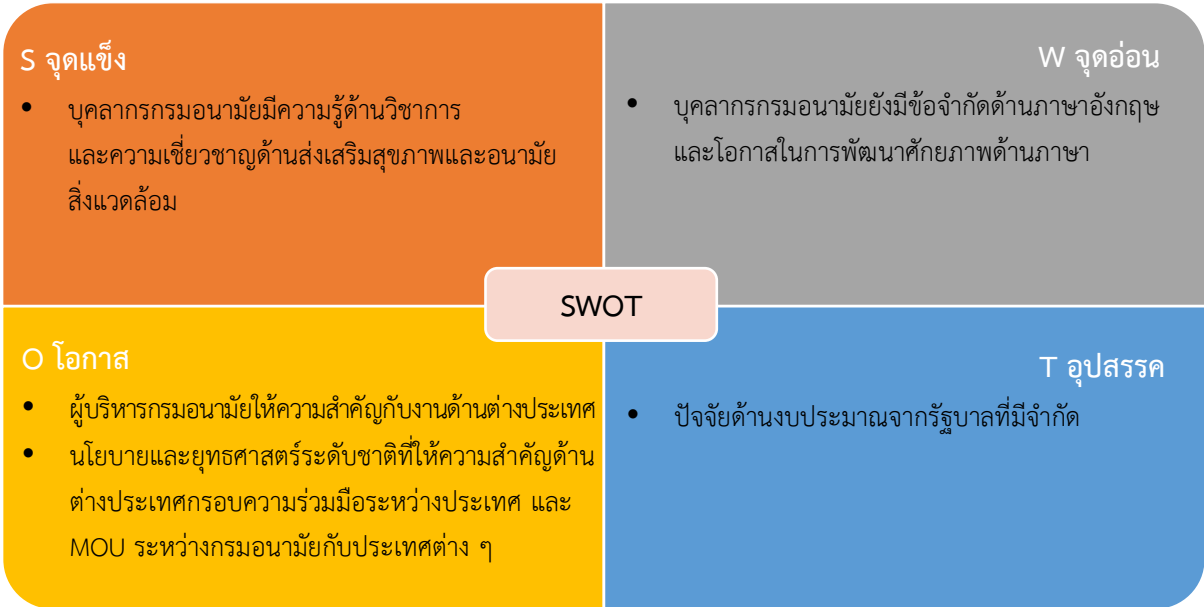 S จุดแข็ง
• บุคลากรกรมอนามัยมีความรู้ด้านวิชาการ
และความเชี่ยวชาญด้านส่งเสริมสุขภาพและอนามัย
สิ่งแวดล้อม
W จุดอ่อน
• บุคลากรกรมอนามัยยังมีข้อจำกัดด้านภาษาอังกฤษ
และโอกาสในการพัฒนาศักยภาพด้านภาษา
SWOT
O โอกาส
• ผู้บริหารกรมอนามัยให้ความสำคัญกับงานด้านต่างประเทศ
• นโยบายและยุทธศาสตร์ระดับชาติที่ให้ความสำคัญด้าน
ต่างประเทศกรอบความร่วมมือระหว่างประเทศ และ
MOU ระหว่างกรมอนามัยกับประเทศต่าง ๆ
T อุปสรรค
• ปัจจัยด้านงบประมาณจากรัฐบาลที่มีจำกัด